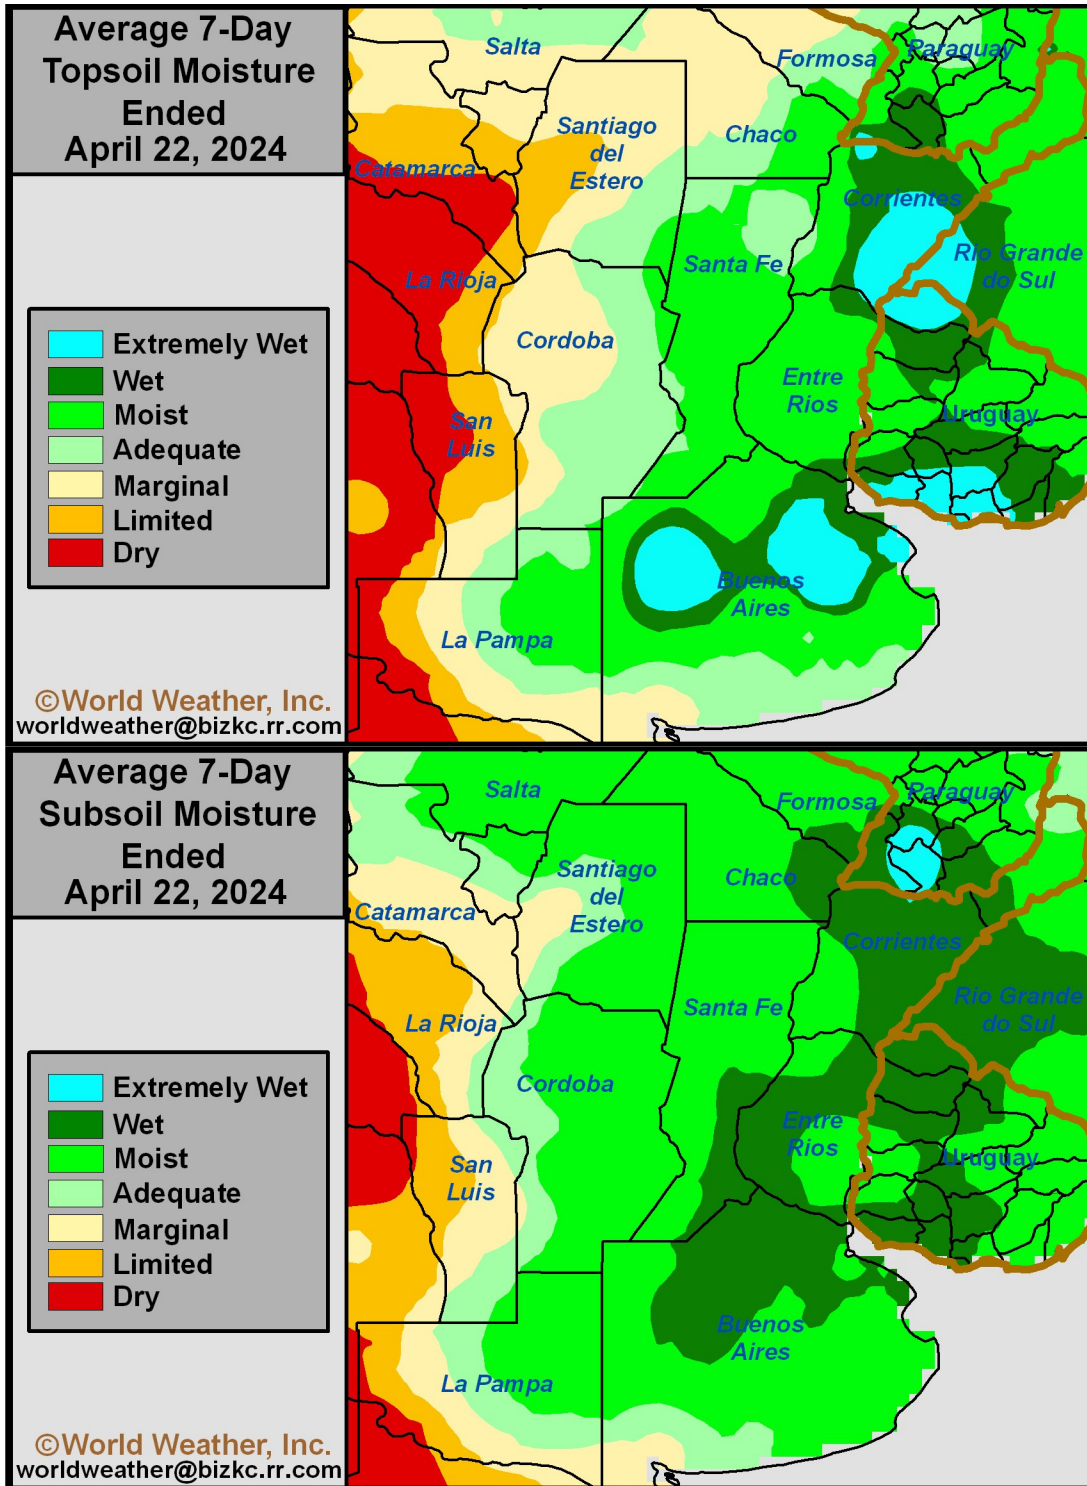 Average 7-Day
Topsoil Moisture
Ended
April 22, 2024
Extremely Wet
Wet
Moist
Adequate
Marginal
Limited
Dry
©World Weather, Inc.
worldweather@bizkc.rr.com
Salta
Formosa
Paraguay
Santiago
del
Estero
Chaco
Catamarca
Corrientes
La Rioja
Santa Fe
Rio Grande
do Sul
Cordoba
Entre
Rios
San
Luis
Uruguay
Buenos
Aires
La Pampa
Average 7-Day
Subsoil Moisture
Ended
April 22, 2024
Extremely Wet
Wet
Moist
Adequate
Marginal
Limited
Dry
©World Weather, Inc.
worldweather@bizkc.rr.com
Salta
Formosa
Paraguay
Santiago
del
Estero
Chaco
Catamarca
Corrientes
La Rioja
Santa Fe
Rio Grande
do Sul
Cordoba
Entre
Rios
San
Luis
Uruguay
Buenos
Aires
La Pampa